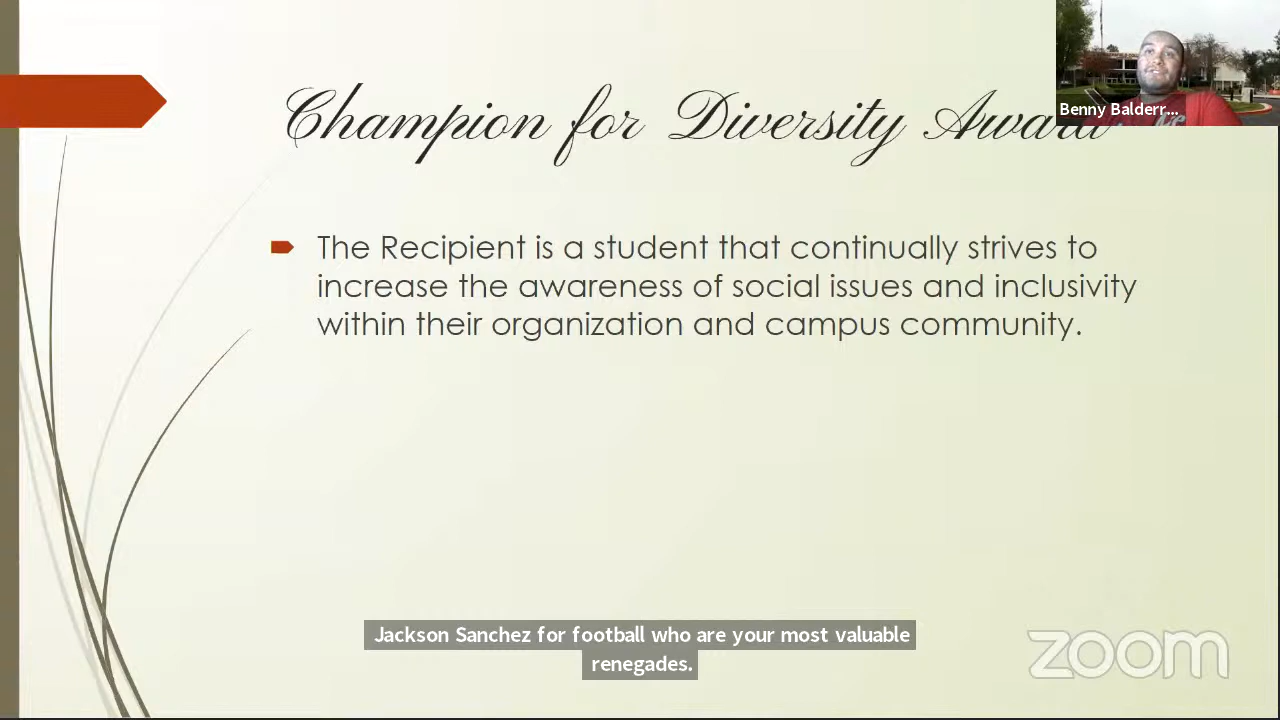 Champion for Diversity Award
Benny Balderr...
The Recipient is a student that continually strives to
increase the awareness of social issues and inclusivity
within their organization and campus community.
Jackson Sanchez for football who are your most valuable
renegades.
zoom